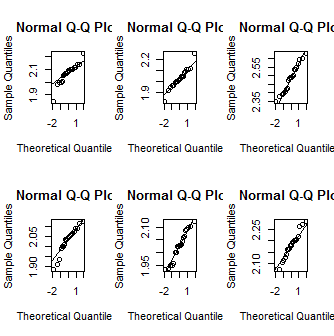 Normal Q-Q Plo Normal Q-Q Plo Normal Q-Q Plo
Sample Quantiles Sample Quantiles Sample Quantiles
1.9 2.1 1.9 2.2 2.35 2.55
-2 1 -2 1 -2 1
Theoretical Quantile Theoretical Quantile Theoretical Quantile
Normal Q-Q Plo Normal Q-Q Plo Normal Q-Q Plo
Sample Quantiles Sample Quantiles Sample Quantiles
1.90 2.05 1.95 2.10 2.10 2.25
-2 1 -2 1 -2 1
Theoretical Quantile Theoretical Quantile Theoretical Quantile